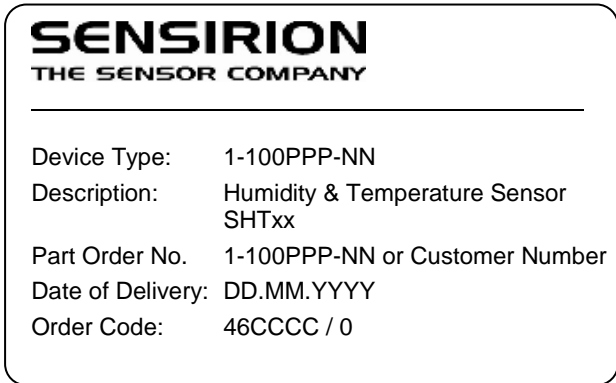 SENSIRION
THE SENSOR COMPANY
Device Type: 1-100PPP-NN
Description: Humidity & Temperature Sensor
SHTxx
Part Order No. 1-100PPP-NN or Customer Number
Date of Delivery: DD.MM.YYYY
Order Code: 46CCCC / 0